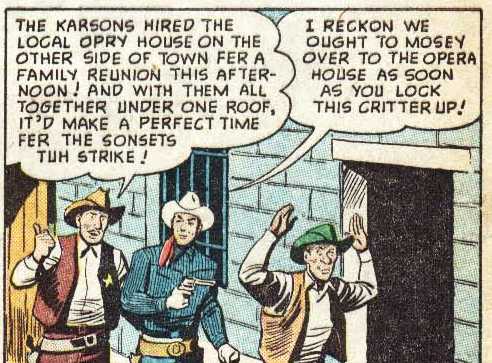 THE KARSONS HIRED THE
LOCAL OPRY HOUSE ON THE
OTHER SIDE OF TOWN FER A
FAMILY REUNION THIS AFTER-
NOON! AND WITH THEM ALL
TOGETHER UNDER ONE ROOF,
IT'D MAKE A PERFECT TIME
FER THE SONSETS
TUH STRIKE!
I RECKON WE
OUGHT TO MOSEY
OVER TO THE OPERA
HOUSE AS SOON
AS YOU LOCK
THIS CRITTER UP!